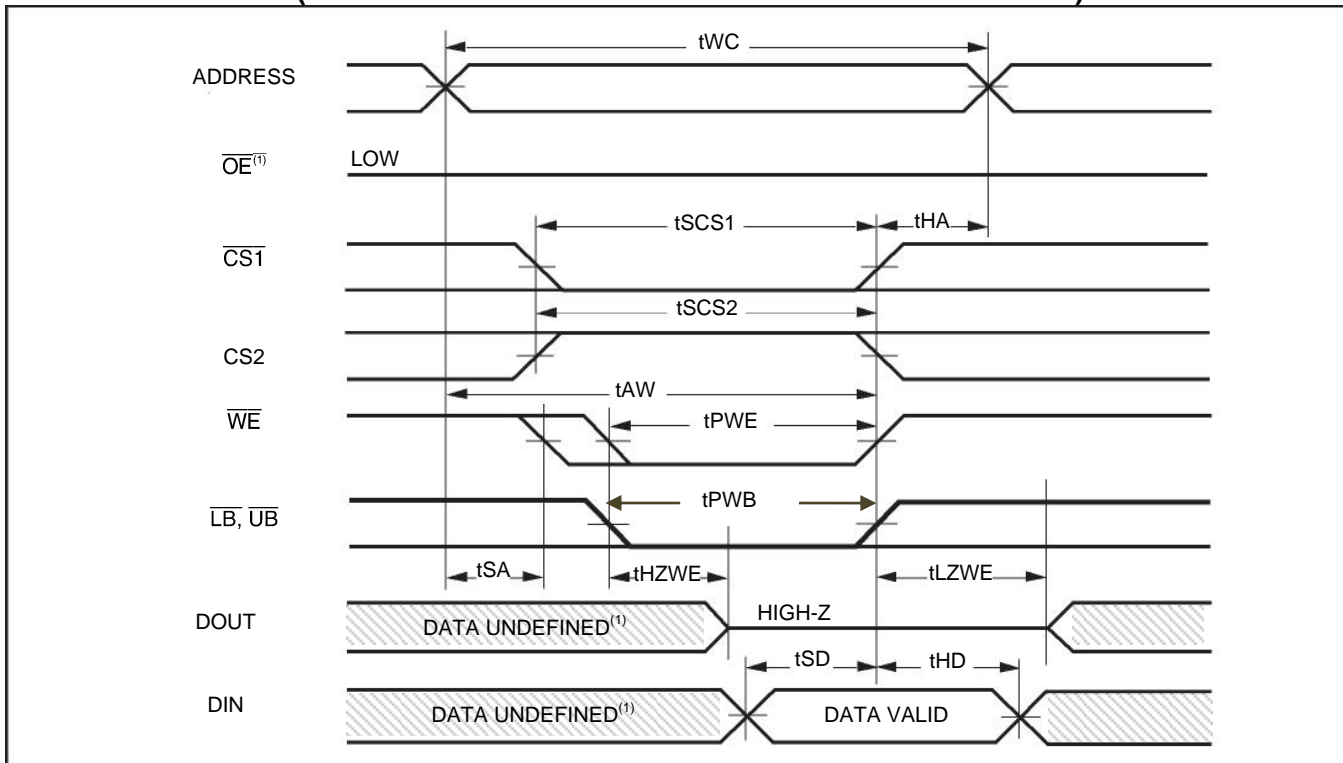 tWC
ADDRESS
OE(1)
LOW
tSCS1
tHA
CS1
tSCS2
CS2
tAW
WE
tPWE
LB, UB
tPWB
tSA
tHZWE
tLZWE
DOUT
DATA UNDEFINED(1)
HIGH-Z
tSD
tHD
DIN
DATA UNDEFINED(1)
DATA VALID